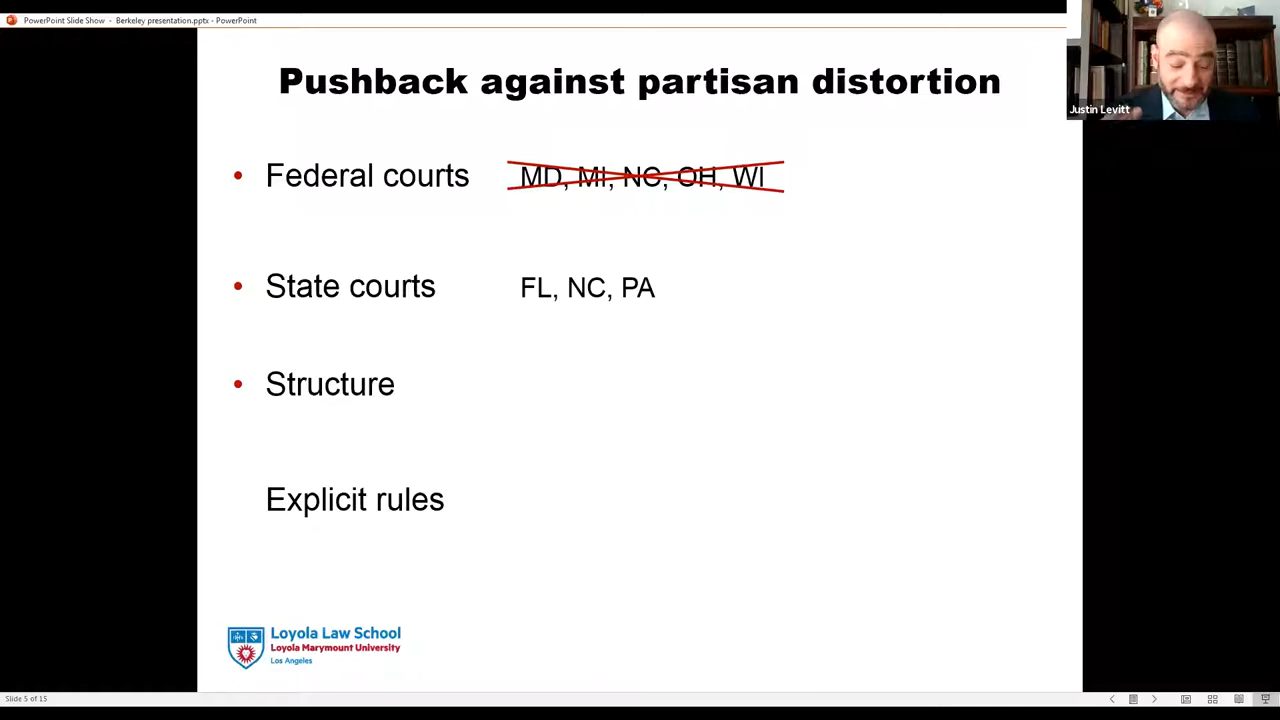 PowerPoint Slide Show - Berkeley presentation.pptx - PowerPoint
Justin Levitt
Pushback against partisan distortion
• Federal courts MD, MI, NC, OH, WI
• State courts FL, NC, PA
• Structure
Explicit rules
Loyola Law School
Loyola Marymount University
Los Angeles
Slide 5 of 15